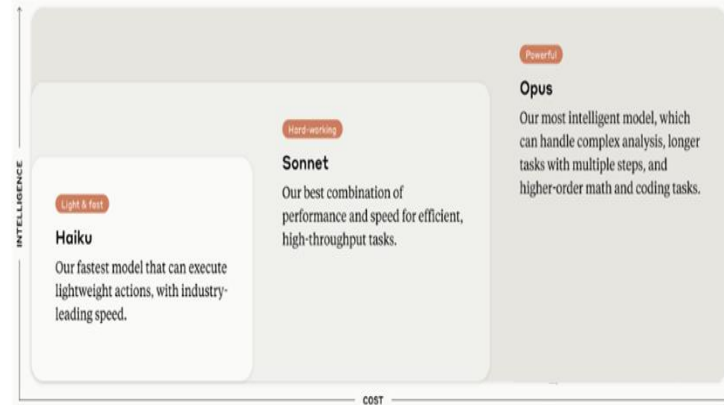 Powerful
Opus
Our most intelligent model, which
can handle complex analysis, longer
tasks with multiple steps, and
higher-order math and coding tasks.
Hard-working
Sonnet
Our best combination of
performance and speed for efficient,
high-throughput tasks.
Light & fast
Haiku
Our fastest model that can execute
lightweight actions, with industry-
leading speed.
INTELLIGENCE
COST